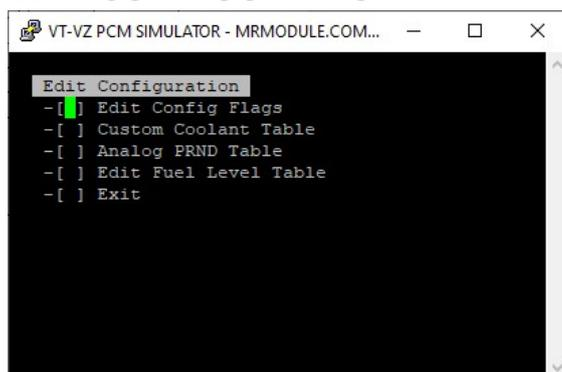 VT-VZ PCM SIMULATOR - MRMODULE.COM...
Edit Configuration
-[ ] Edit Config Flags
-[ ] Custom Coolant Table
-[ ] Analog PRND Table
-[ ] Edit Fuel Level Table
-[ ] Exit